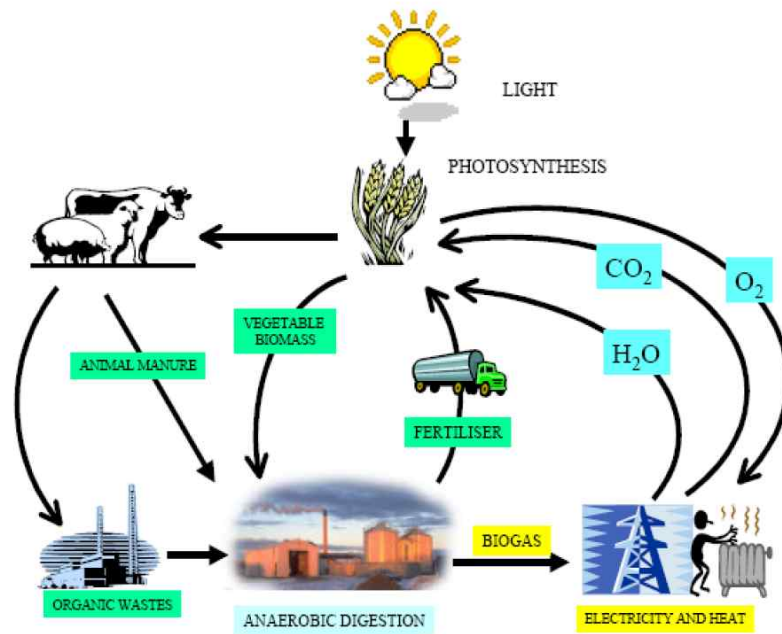 LIGHT
PHOTOSYNTHESIS
CO₂
O₂
VEGETABLE
BIOMASS
H₂O
ANIMAL MANURE
FERTILISER
BIOGAS
ORGANIC WASTES
ANAEROBIC DIGESTION
ELECTRICITY AND HEAT